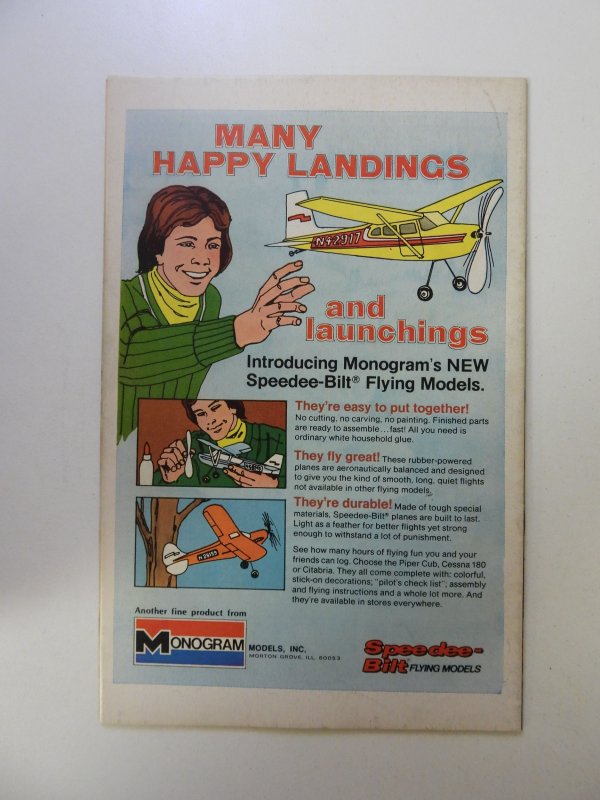 MANY
HAPPY LANDINGS
N42917
and
launchings
Introducing Monogram's NEW
Speedee-Bilt® Flying Models.
They're easy to put together!
No cutting, no carving, no painting. Finished parts
are ready to assemble...fast! All you need is
ordinary white household glue.
They fly great! These rubber-powered
planes are aeronautically balanced and designed
to give you the kind of smooth, long, quiet flights
not available in other flying models.
They're durable! Made of tough special
materials, Speedee-Bilt® planes are built to last.
Light as a feather for better flights yet strong
enough to withstand a lot of punishment.
See how many hours of flying fun you and your
friends can log. Choose the Piper Cub, Cessna 180
or Citabria. They all come complete with: colorful,
stick-on decorations; "pilot's check list"; assembly
and flying instructions and a whole lot more. And
they're available in stores everywhere.
Another fine product from
MONOGRAM MODELS, INC.
MORTON GROVE, ILL. 60053
Speedee-
Bilt® FLYING MODELS